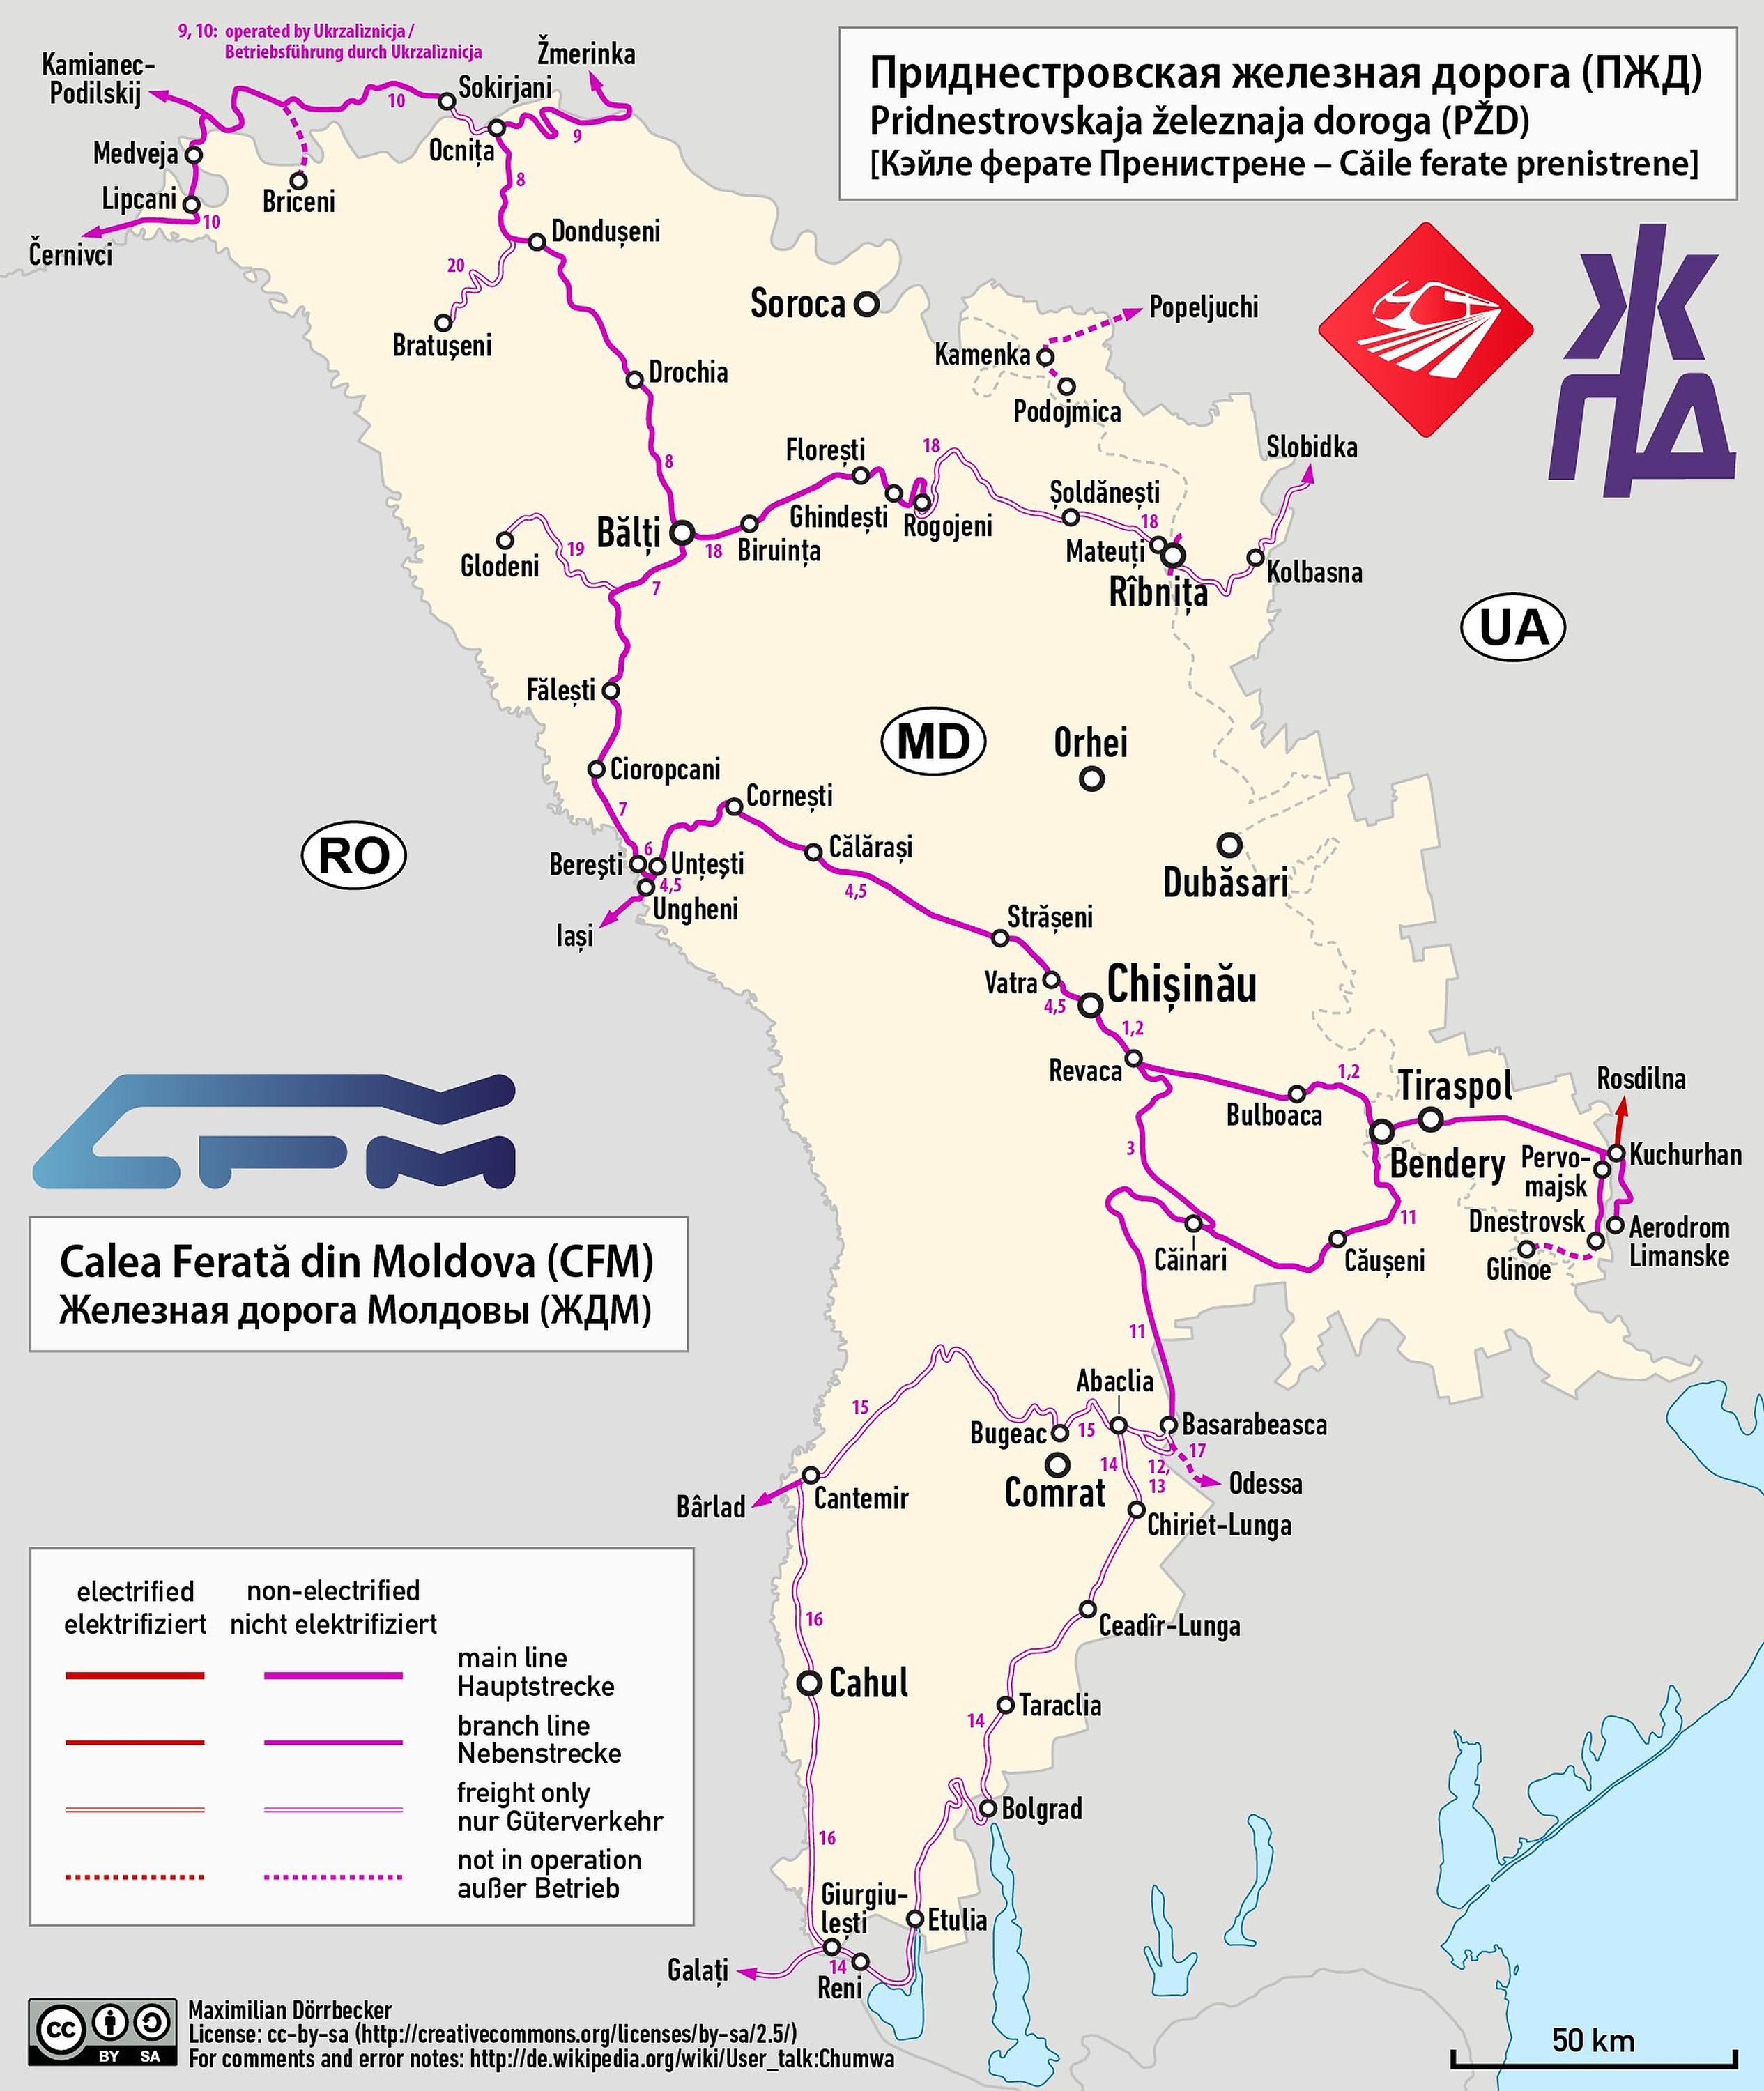 9, 10: operated by Ukrzalìznicja /
Betriebsführung durch Ukrzalìznicja
Kamianec-
Podilskij
Žmerinka
Sokirjani
10
9
Ocnița
Medveja
Lipcani
10
Černivci
Briceni
8
Dondușeni
20
Bratușeni
Приднестровская железная дорога (ПЖД)
Pridnestrovskaja železnaja doroga (PŽD)
[Кэйле ферате Пренистрене – Căile ferate prenistrene]
ЖД
П
Soroca
Popeljuchi
Kamenka
Podojmica
Drochia
8
Florești
18
Slobidka
Ghindești
Rogojeni
Șoldănești
18
Mateuți
Rîbnița
Kolbasna
Bălți
18
Biruința
Glodeni
19
7
UA
Fălești
MD
Orhei
Cioropcani
7
Cornești
RO
Dubăsari
Berești
6
Unțești
4,5
Ungheni
Iași
Călărași
4,5
Strășeni
Vatra
4,5
Chișinău
1,2
Revaca
1,2
Bulboaca
Tiraspol
Bendery
Rosdilna
Kuchurhan
Pervo-
majsk
Dnestrovsk
Glinoe
Aerodrom
Limanske
3
11
Căinari
Căușeni
CFM
Calea Ferată din Moldova (CFM)
Железная дорога Молдовы (ЖДМ)
11
Abaclia
15
Bugeac
15
Basarabeasca
17
14
12,
13
Odessa
Comrat
Cantemir
Bârlad
Chiriet-Lunga
16
Ceadîr-Lunga
Cahul
Taraclia
14
16
Bolgrad
Giurgiu-
lești
Etulia
14
Galați
Reni
electrified
elektrifiziert
non-electrified
nicht elektrifiziert
main line
Hauptstrecke
branch line
Nebenstrecke
freight only
nur Güterverkehr
not in operation
außer Betrieb
cc
BY SA
Maximilian Dörrbecker
License: cc-by-sa (http://creativecommons.org/licenses/by-sa/2.5/)
For comments and error notes: http://de.wikipedia.org/wiki/User_talk:Chumwa
50 km